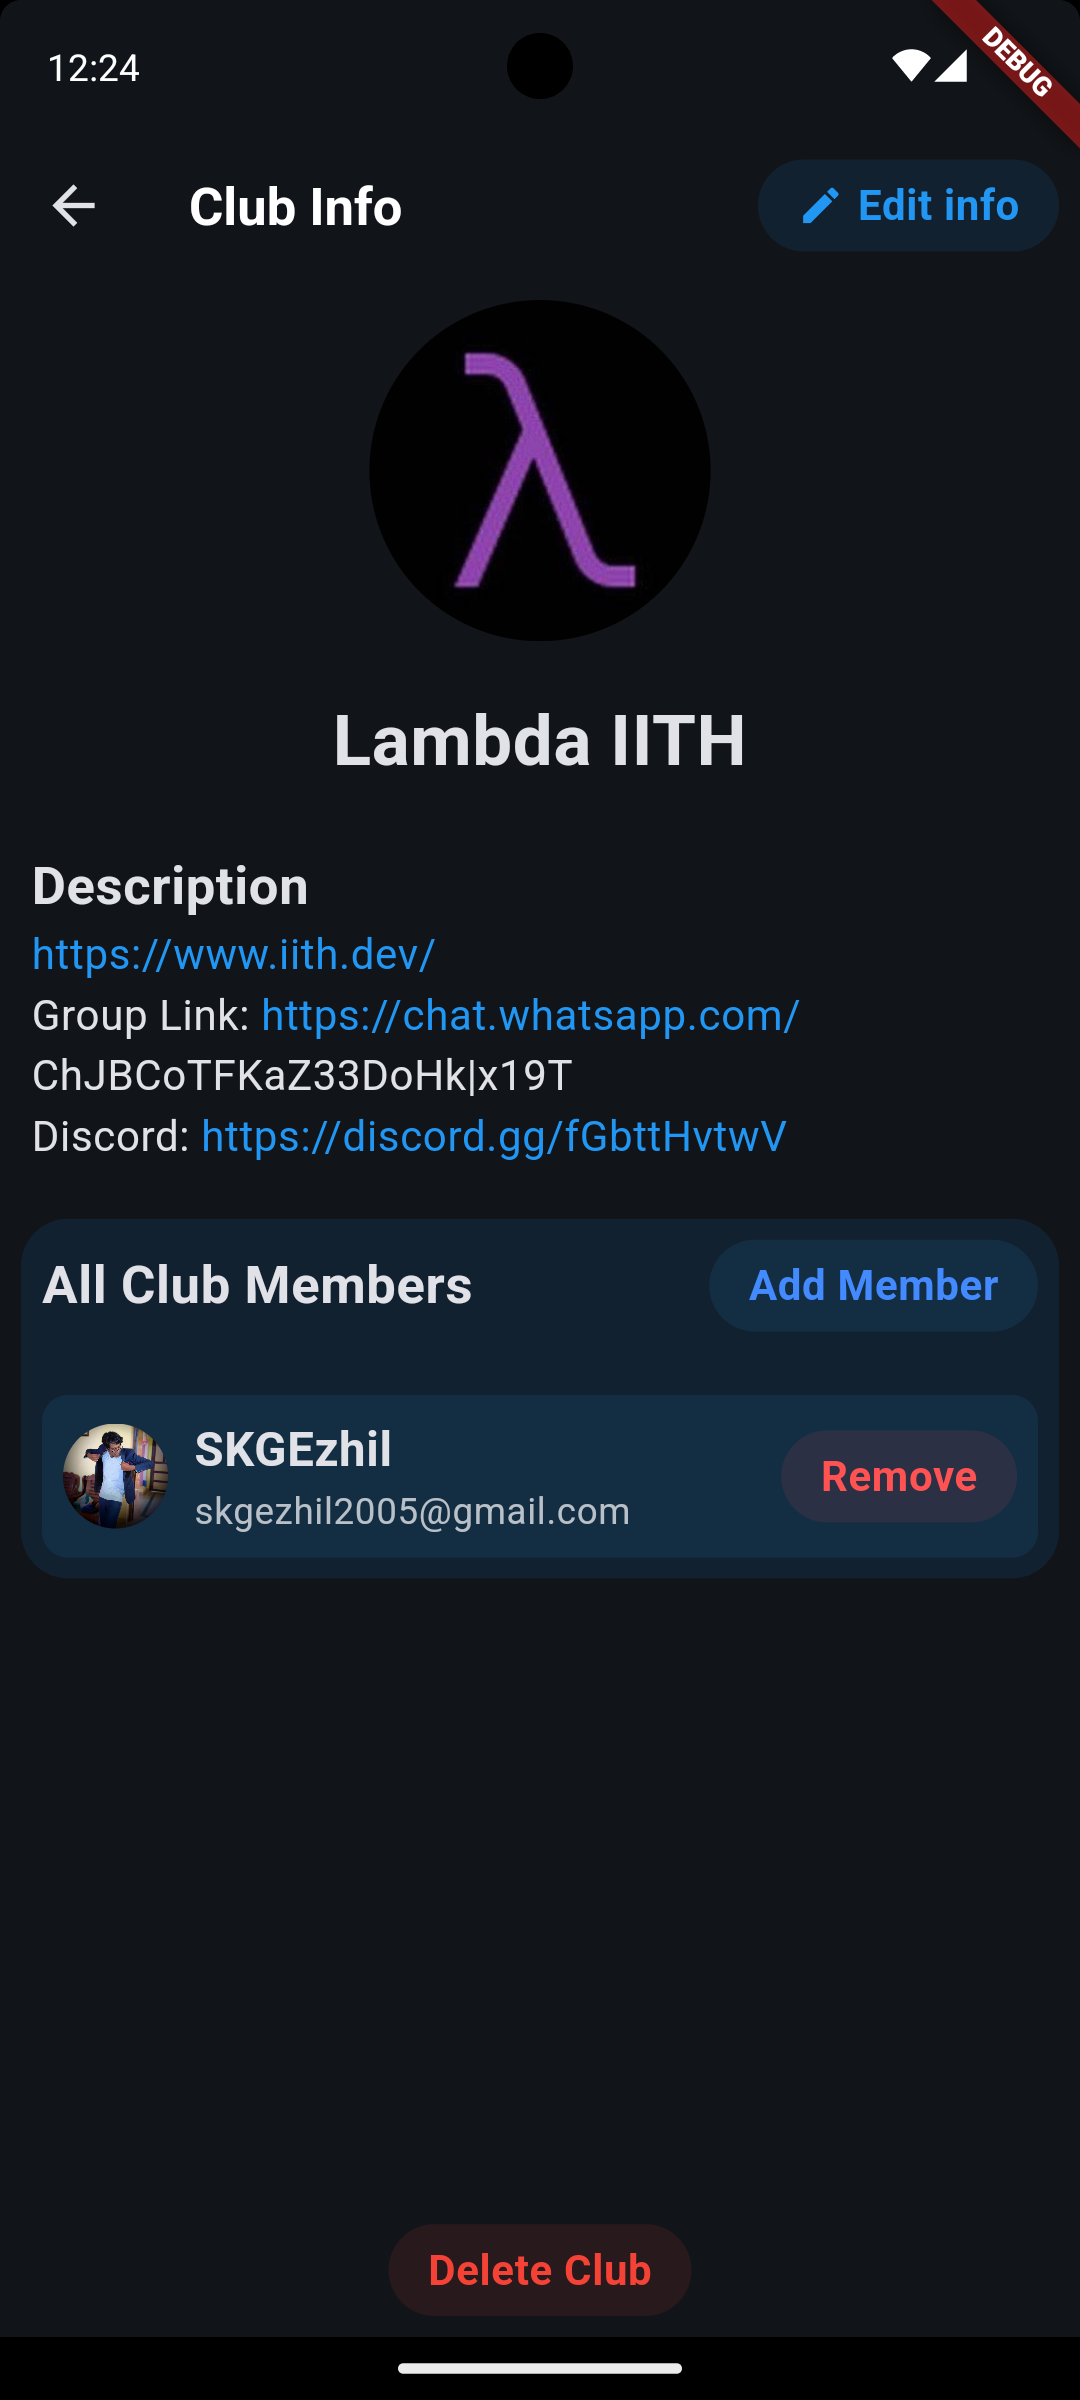 12:24
DEBUG
Club Info
Edit info
λ
Lambda IITH
Description
https://www.iith.dev/
Group Link: https://chat.whatsapp.com/
ChJBCoTFKaZ33DoHk|x19T
Discord: https://discord.gg/fGbttHvtwV
All Club Members
Add Member
SKGEzhil
skgezhil2005@gmail.com
Remove
Delete Club